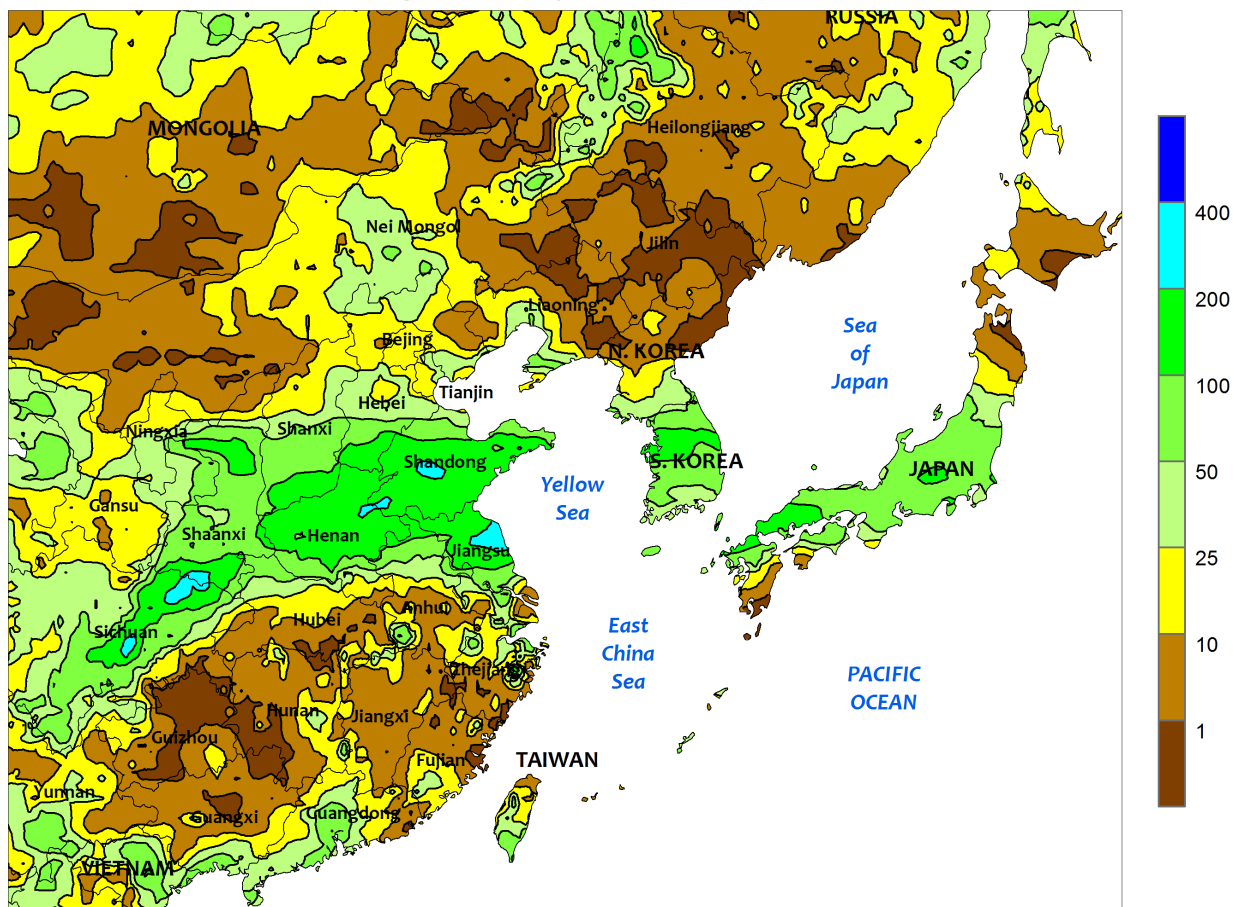 RUSSIA
MONGOLIA
Heilongjiang
400
Nei Mongol
Jilin
200
Liaoning
Sea
of
Japan
Bejing
N. KOREA
100
Tianjin
Hebei
Shanxi
Ningxia
Shandong
S. KOREA
JAPAN
50
Yellow
Sea
Gansu
Shaanxi
Henan
Jiangsu
25
Anhui
Hubei
Sichuan
East
China
Sea
10
Zhejiang
PACIFIC
OCEAN
Hunan
Jiangxi
Guizhou
1
Fujian
TAIWAN
Yunnan
Guangxi
Guangdong
VIETNAM